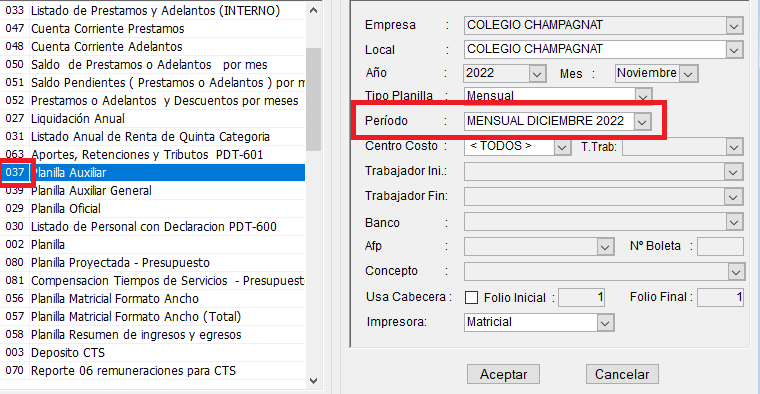 033 Listado de Prestamos y Adelantos (INTERNO)
047 Cuenta Corriente Prestamos
048 Cuenta Corriente Adelantos
050 Saldo de Prestamos o Adelantos por mes
051 Saldo Pendientes ( Prestamos o Adelantos ) por m
052 Prestamos o Adelantos y Descuentos por meses
027 Liquidación Anual
031 Listado Anual de Renta de Quinta Categoria
063 Aportes, Retenciones y Tributos PDT-601
037 Planilla Auxiliar
039 Planilla Auxiliar General
029 Planilla Oficial
030 Listado de Personal con Declaracion PDT-600
002 Planilla
080 Planilla Proyectada - Presupuesto
081 Compensacion Tiempos de Servicios - Presupuest
056 Planilla Matricial Formato Ancho
057 Planilla Matricial Formato Ancho (Total)
058 Planilla Resumen de ingresos y egresos
003 Deposito CTS
070 Reporte 06 remuneraciones para CTS
Empresa : COLEGIO CHAMPAGNAT
Local : COLEGIO CHAMPAGNAT
Año : 2022 Mes : Noviembre
Tipo Planilla : Mensual
Período : MENSUAL DICIEMBRE 2022
Centro Costo : < TODOS > T.Trab:
Trabajador Ini.:
Trabajador Fin:
Banco :
Afp : Nº Boleta :
Concepto :
Usa Cabecera : Folio Inicial : 1 Folio Final : 1
Impresora: Matricial
Aceptar Cancelar